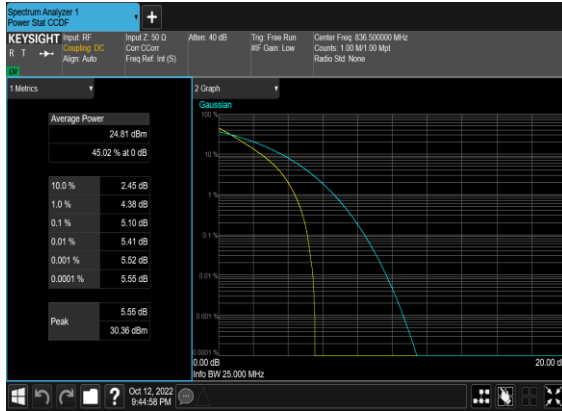 Spectrum Analyzer 1
Power Stat CCDF
+
KEYSIGHT
R T
LU
Input: RF
Coupling: DC
Align: Auto
Input Z: 50 Ω
Corr CCorr
Freq Ref: Int (S)
Atten: 40 dB
Trig: Free Run
#IF Gain: Low
Center Freq: 836.500000 MHz
Counts: 1.00 M/1.00 Mpt
Radio Std: None
1 Metrics
Average Power
24.81 dBm
45.02 % at 0 dB
10.0 % 2.45 dB
1.0 % 4.38 dB
0.1 % 5.10 dB
0.01 % 5.41 dB
0.001 % 5.52 dB
0.0001 % 5.55 dB
Peak
5.55 dB
30.36 dBm
2 Graph
Gaussian
100 %
10 %
1 %
0.1 %
0.01 %
0.001 %
0.0001 %
0.00 dB
20.00 d
Info BW 25.000 MHz
?
Oct 12, 2022
9:44:58 PM